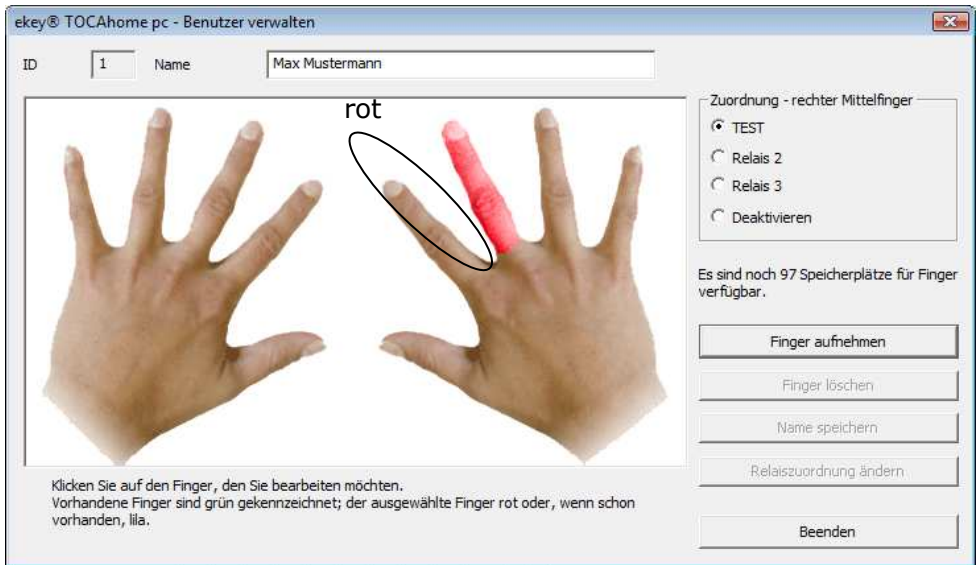 ekey® TOCAhome pc - Benutzer verwalten
ID 1 Name Max Mustermann
rot
Zuordnung - rechter Mittelfinger
TEST
Relais 2
Relais 3
Deaktivieren
Es sind noch 97 Speicherplätze für Finger
verfügbar.
Finger aufnehmen
Finger löschen
Name speichern
Relaiszuordnung ändern
Beenden
Klicken Sie auf den Finger, den Sie bearbeiten möchten.
Vorhandene Finger sind grün gekennzeichnet; der ausgewählte Finger rot oder, wenn schon
vorhanden, lila.